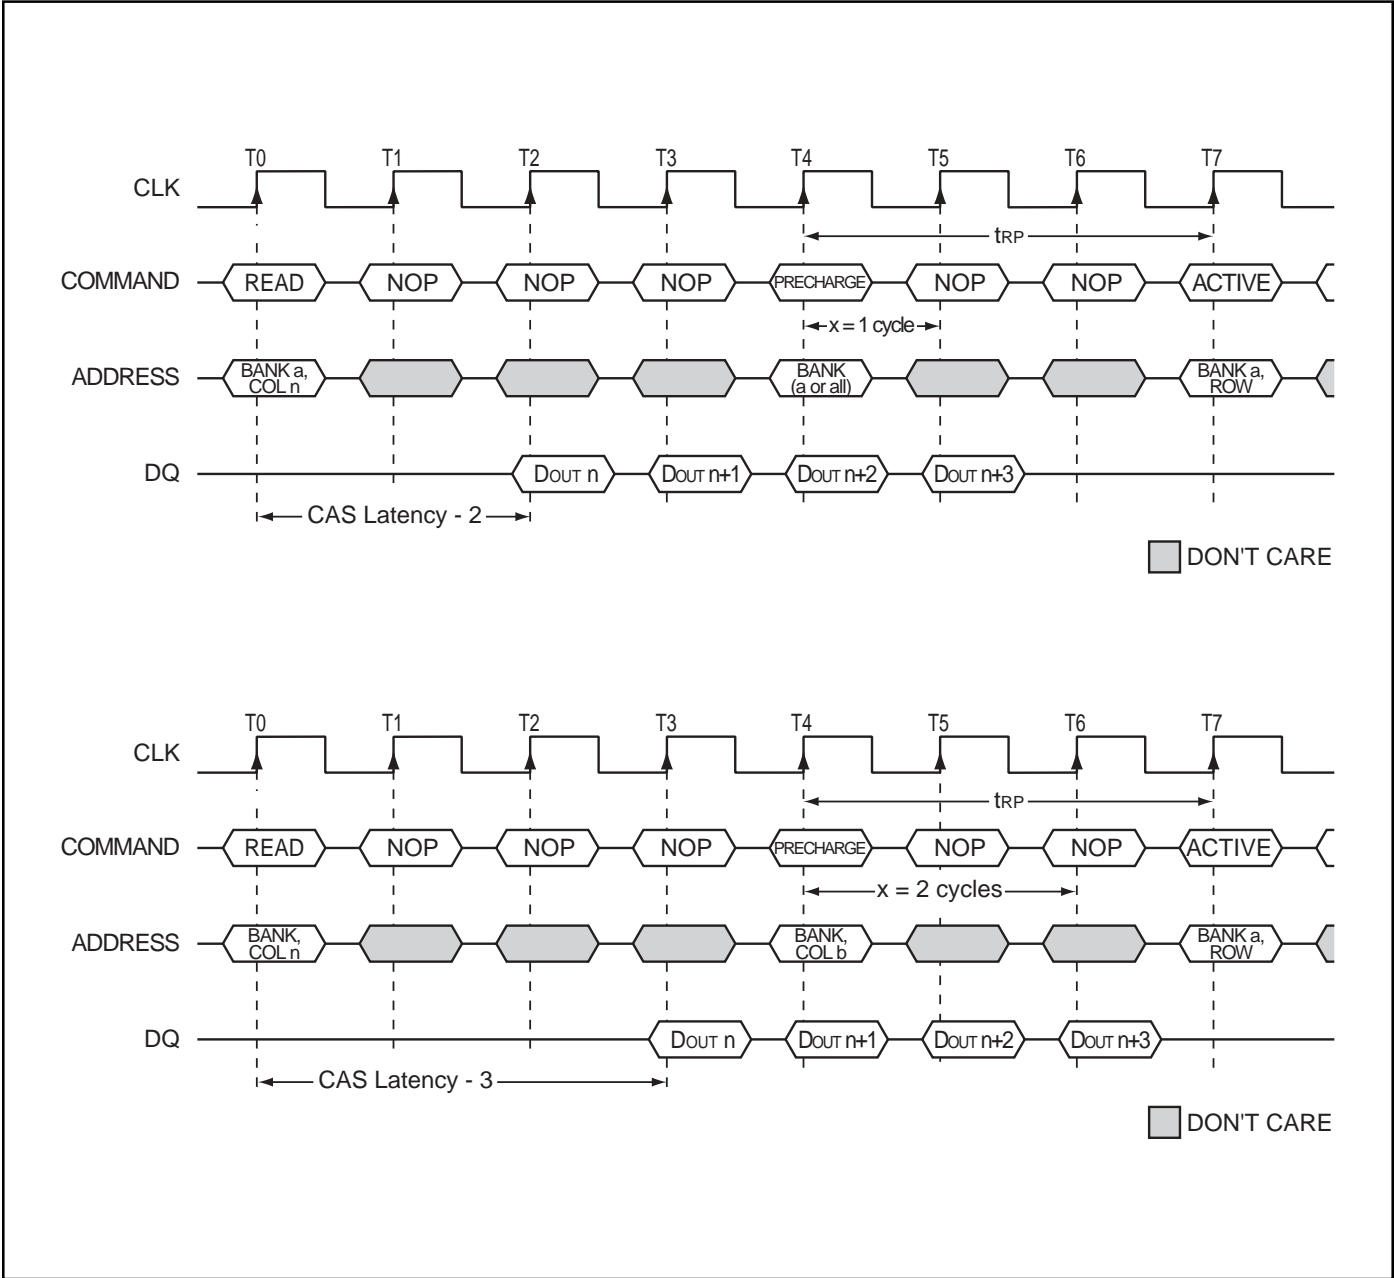 T0 T1 T2 T3 T4 T5 T6 T7
CLK
tRP
COMMAND READ NOP NOP NOP PRECHARGE NOP NOP ACTIVE
x = 1 cycle
ADDRESS BANK a, COL n BANK (a or all) BANK a, ROW
DQ DOUT n DOUT n+1 DOUT n+2 DOUT n+3
CAS Latency - 2
DON'T CARE
T0 T1 T2 T3 T4 T5 T6 T7
CLK
tRP
COMMAND READ NOP NOP NOP PRECHARGE NOP NOP ACTIVE
x = 2 cycles
ADDRESS BANK, COL n BANK, COL b BANK a, ROW
DQ DOUT n DOUT n+1 DOUT n+2 DOUT n+3
CAS Latency - 3
DON'T CARE